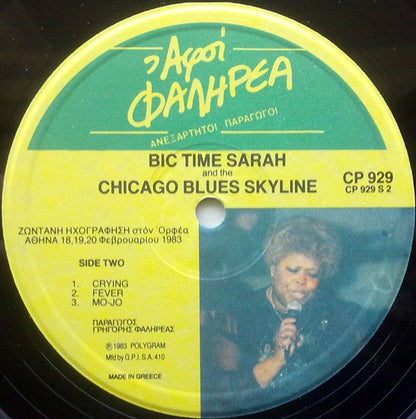 Αφοί
ΦΑΛΗΡΕΑ
ΑΝΕΞΑΡΤΗΤΟΙ ΠΑΡΑΓΩΓΟΙ
BIC TIME SARAH
and the
CHICAGO BLUES SKYLINE
CP 929
CP 929 S 2
ΖΩΝΤΑΝΗ ΗΧΟΓΡΑΦΗΣΗ στόν Ὀρφέα
ΑΘΗΝΑ 18,19,20 Φεβρουαρίου 1983
SIDE TWO
1. CRYING
2. FEVER
3. MO-JO
ΠΑΡΑΓΩΓΟΣ
ΓΡΗΓΟΡΗΣ ΦΑΛΗΡΕΑΣ
℗ 1983 POLYGRAM
Mfd by G.P.I. S.A. 410
MADE IN GREECE